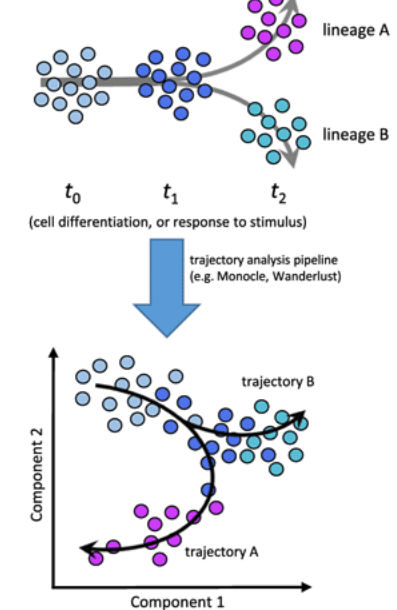 lineage A
lineage B
t0 t1 t2
(cell differentiation, or response to stimulus)
trajectory analysis pipeline
(e.g. Monocle, Wanderlust)
trajectory B
Component 2
trajectory A
Component 1